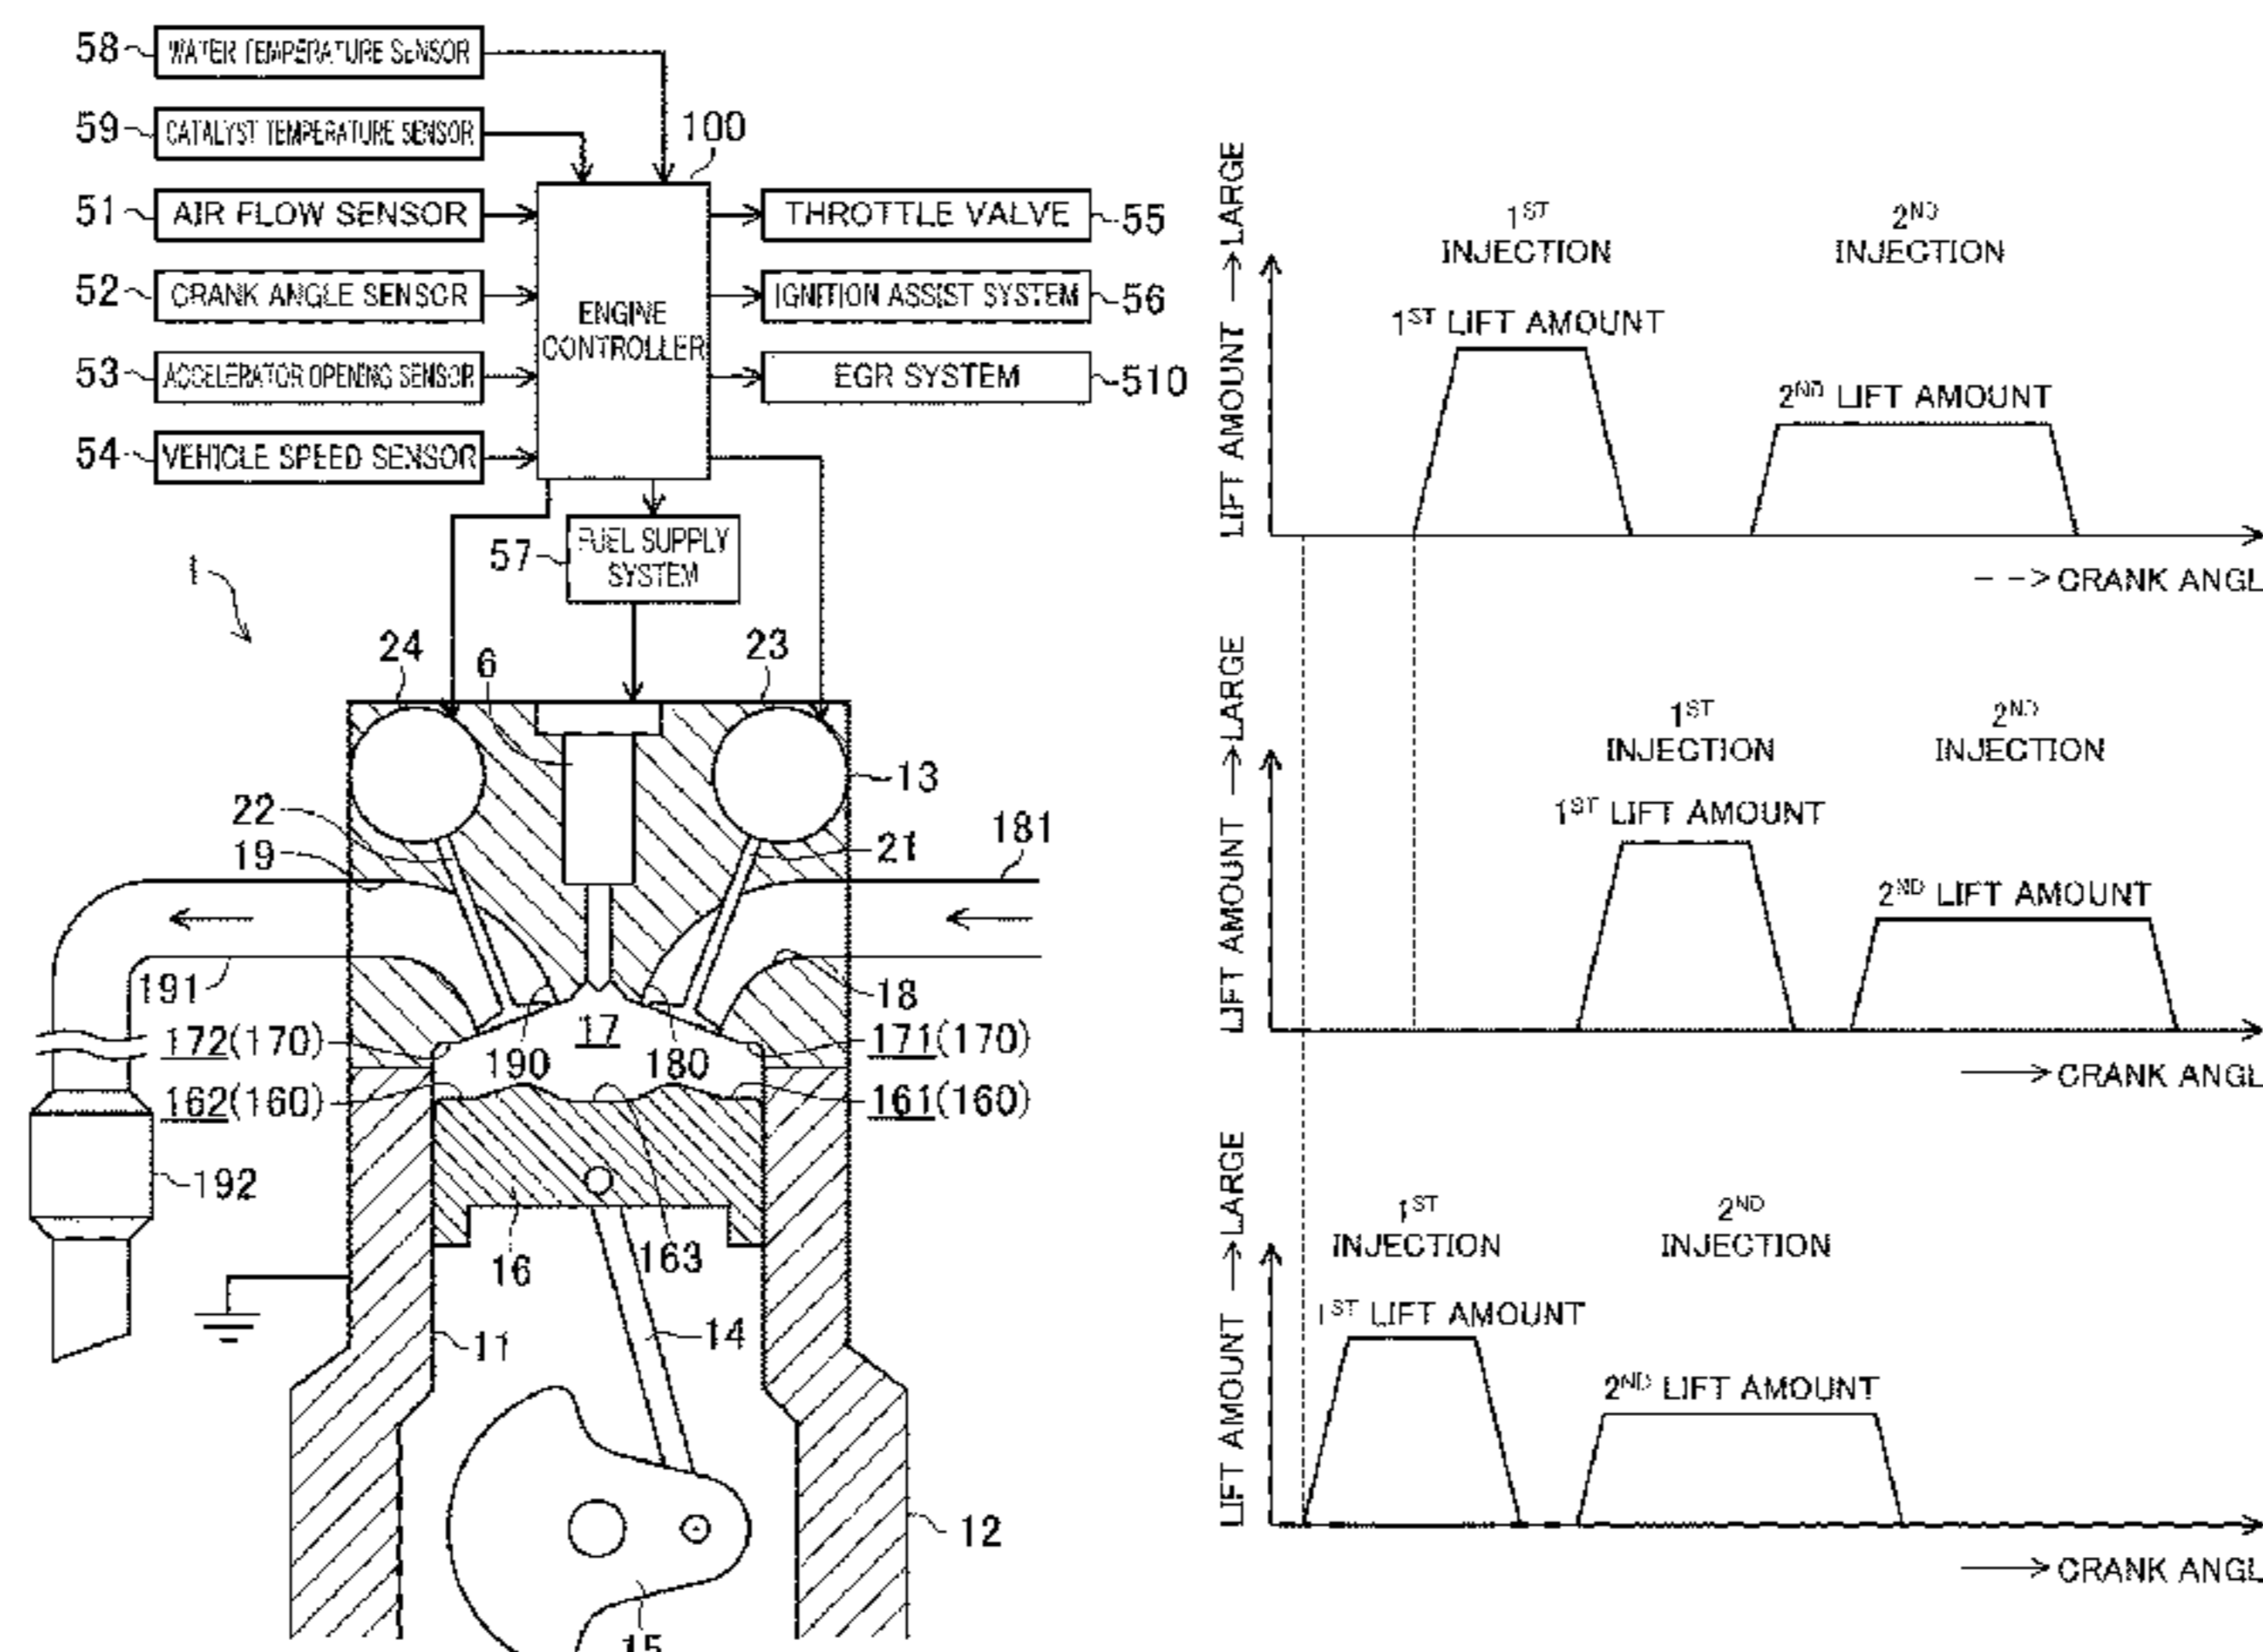 58 WATER TEMPERATURE SENSOR
59 CATALYST TEMPERATURE SENSOR
100
51 AIR FLOW SENSOR
THROTTLE VALVE 55
52 CRANK ANGLE SENSOR
IGNITION ASSIST SYSTEM 56
ENGINE
CONTROLLER
53 ACCELERATOR OPENING SENSOR
EGR SYSTEM 510
54 VEHICLE SPEED SENSOR
57 FUEL SUPPLY
SYSTEM
1
24
6
23
13
22
19
21
181
191
18
172(170)
190
17
180
171(170)
162(160)
161(160)
192
16
163
11
14
12
15
LIFT AMOUNT → LARGE
1ST
INJECTION
2ND
INJECTION
1ST LIFT AMOUNT
2ND LIFT AMOUNT
--> CRANK ANGL
LIFT AMOUNT → LARGE
1ST
INJECTION
2ND
INJECTION
1ST LIFT AMOUNT
2ND LIFT AMOUNT
→ CRANK ANGL
LIFT AMOUNT → LARGE
1ST
INJECTION
2ND
INJECTION
1ST LIFT AMOUNT
2ND LIFT AMOUNT
→ CRANK ANGL